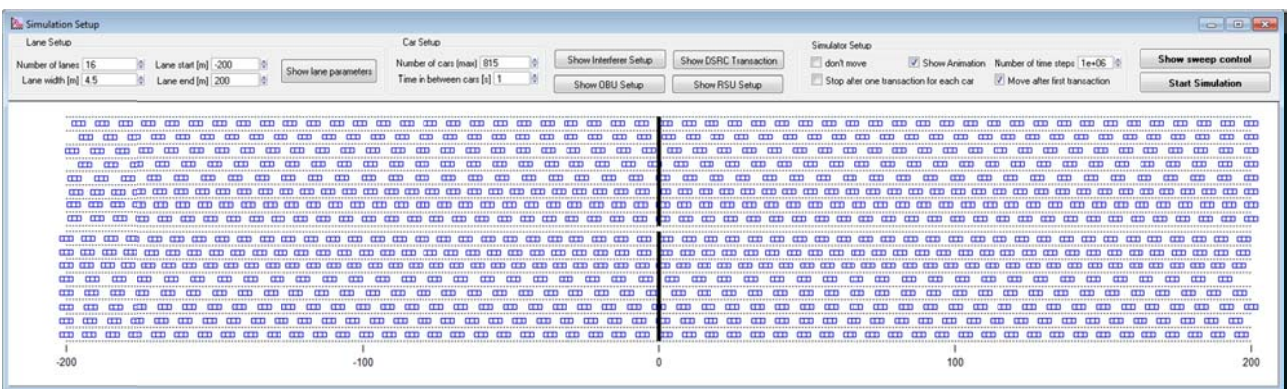 Simulation Setup
Lane Setup
Number of lanes 16
Lane start [m] -200
Lane width [m] 4.5
Lane end [m] 200
Show lane parameters
Car Setup
Number of cars (max) 815
Time in between cars [s] 1
Show Interferer Setup
Show DSRC Transaction
Show OBU Setup
Show RSU Setup
Simulator Setup
don't move
Show Animation
Number of time steps 1e+06
Stop after one transaction for each car
Move after first transaction
Show sweep control
Start Simulation
-200
-100
0
100
200